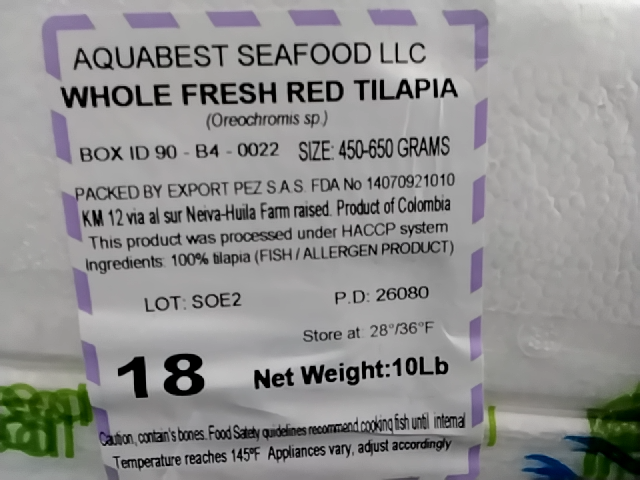 AQUABEST SEAFOOD LLC
WHOLE FRESH RED TILAPIA
(Oreochromis sp.)
BOX ID 90 - B4 - 0022 SIZE: 450-650 GRAMS
PACKED BY EXPORT PEZ S.A.S. FDA No 14070921010
KM 12 via al sur Neiva-Huila Farm raised. Product of Colombia
This product was processed under HACCP system
Ingredients: 100% tilapia (FISH / ALLERGEN PRODUCT)
LOT: SOE2 P.D: 26080
Store at: 28°/36°F
18 Net Weight:10Lb
Caution, contain's bones. Food Safety guidelines recommend cooking fish until internal
Temperature reaches 145ºF Appliances vary, adjust accordingly